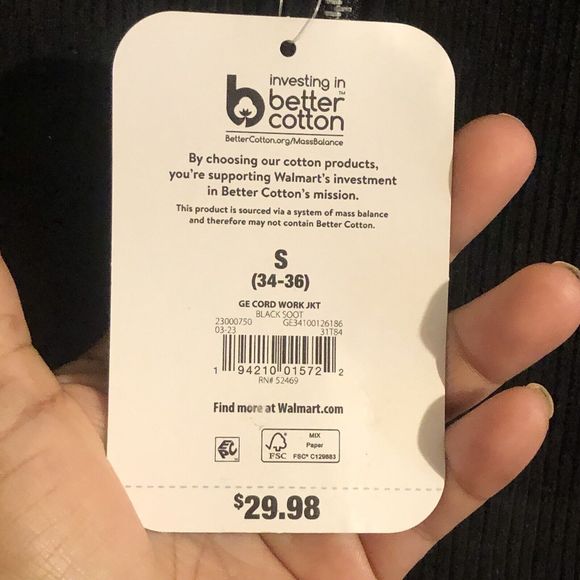 investing in
better™
cotton
BetterCotton.org/MassBalance
By choosing our cotton products,
you're supporting Walmart's investment
in Better Cotton's mission.
This product is sourced via a system of mass balance
and therefore may not contain Better Cotton.
S
(34-36)
GE CORD WORK JKT
BLACK SOOT
23000750 GE34100126186
03-23 31T84
1 94210 01572 2
RN# 52469
Find more at Walmart.com
FSC
MIX
Paper
FSC® C129883
$29.98